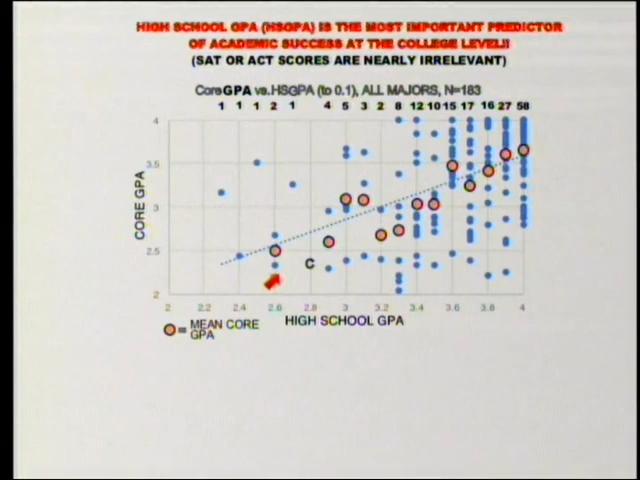 HIGH SCHOOL GPA (HSGPA) IS THE MOST IMPORTANT PREDICTOR
OF ACADEMIC SUCCESS AT THE COLLEGE LEVEL!!
(SAT OR ACT SCORES ARE NEARLY IRRELEVANT)
CoreGPA vs.HSGPA (to 0.1), ALL MAJORS, N=183
1 1 1 2 1 4 5 3 2 8 12 10 15 17 16 27 58
4
3.5
3
2.5
2
CORE GPA
C
2 2.2 2.4 2.6 2.8 3 3.2 3.4 3.6 3.8 4
HIGH SCHOOL GPA
= MEAN CORE
GPA